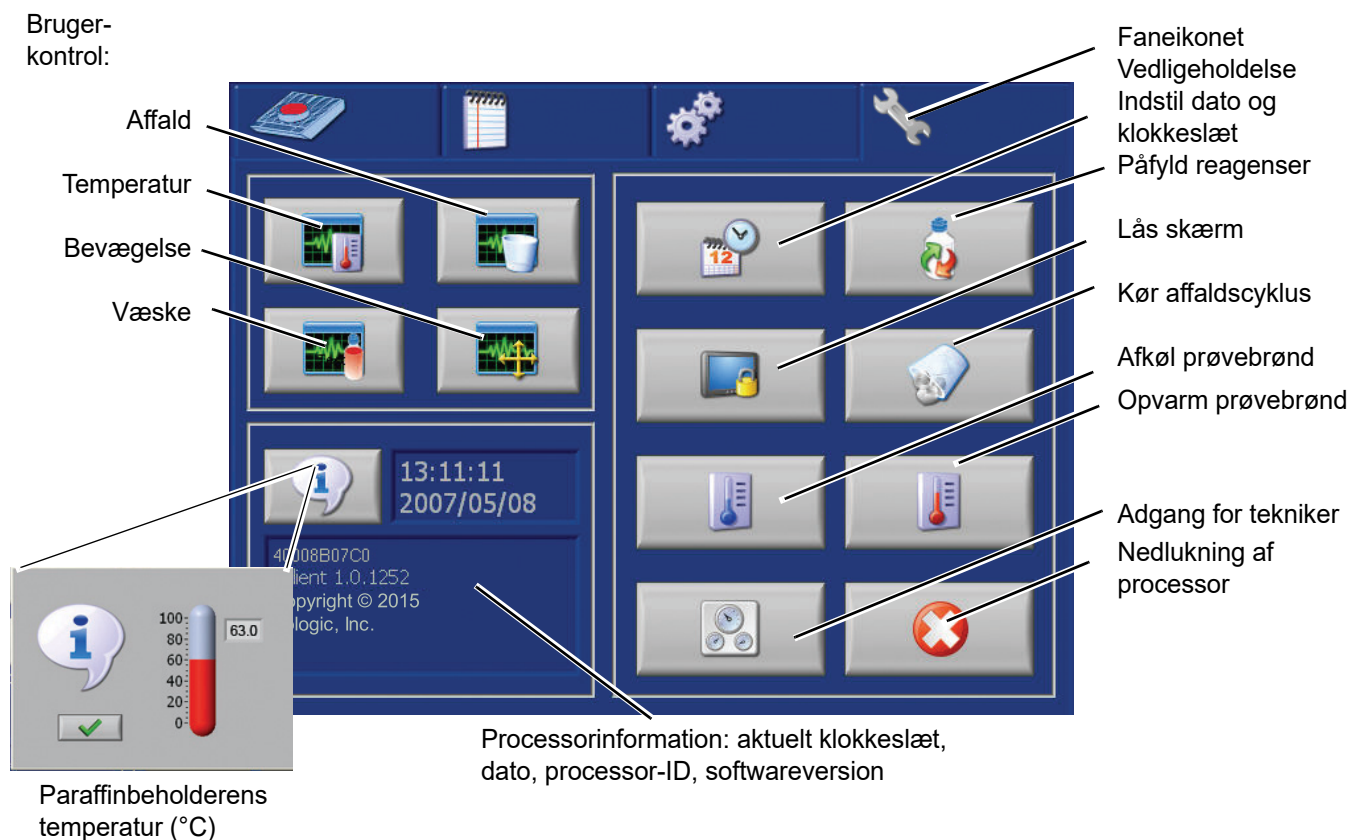 Bruger-
kontrol:
Affald
Temperatur
Bevægelse
Væske
Faneikonet
Vedligeholdelse
Indstil dato og
klokkeslæt
Påfyld reagenser
Lås skærm
Kør affaldscyklus
Afkøl prøvebrønd
Opvarm prøvebrønd
Adgang for tekniker
Nedlukning af
processor
12
13:11:11
2007/05/08
40008B07C0
lient 1.0.1252
opyright © 2015
ologic, Inc.
100
80
60
40
20
0
63.0
Processorinformation: aktuelt klokkeslæt,
dato, processor-ID, softwareversion
Paraffinbeholderens
temperatur (°C)